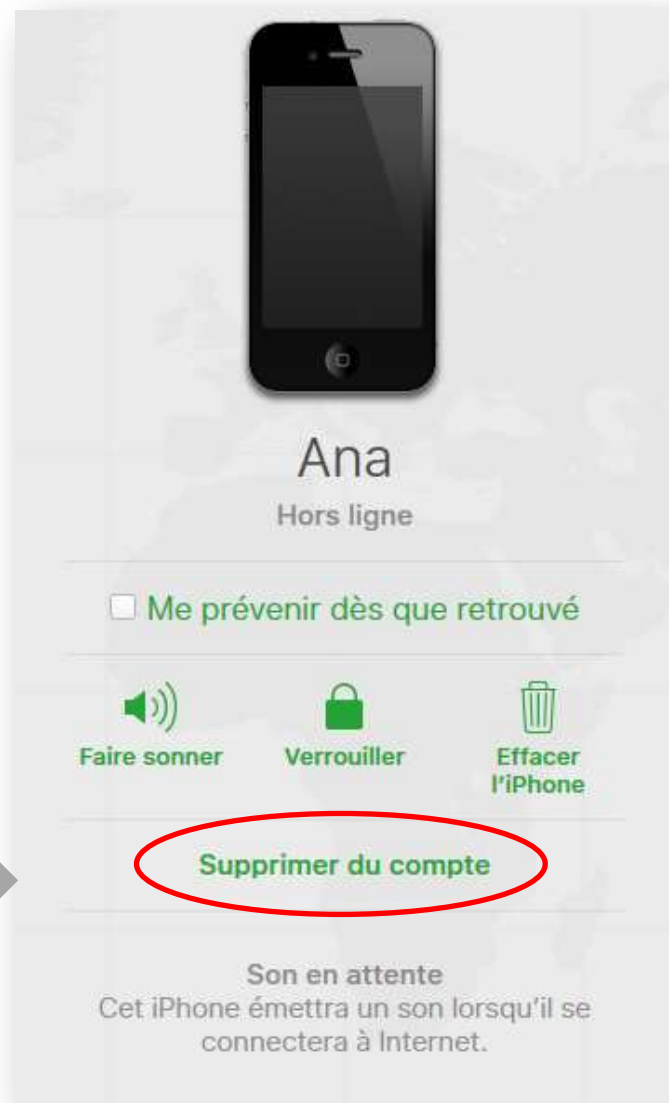 Ana
Hors ligne
Me prévenir dès que retrouvé
Faire sonner
Verrouiller
Effacer
l'iPhone
Supprimer du compte
Son en attente
Cet iPhone émettra un son lorsqu'il se
connectera à Internet.